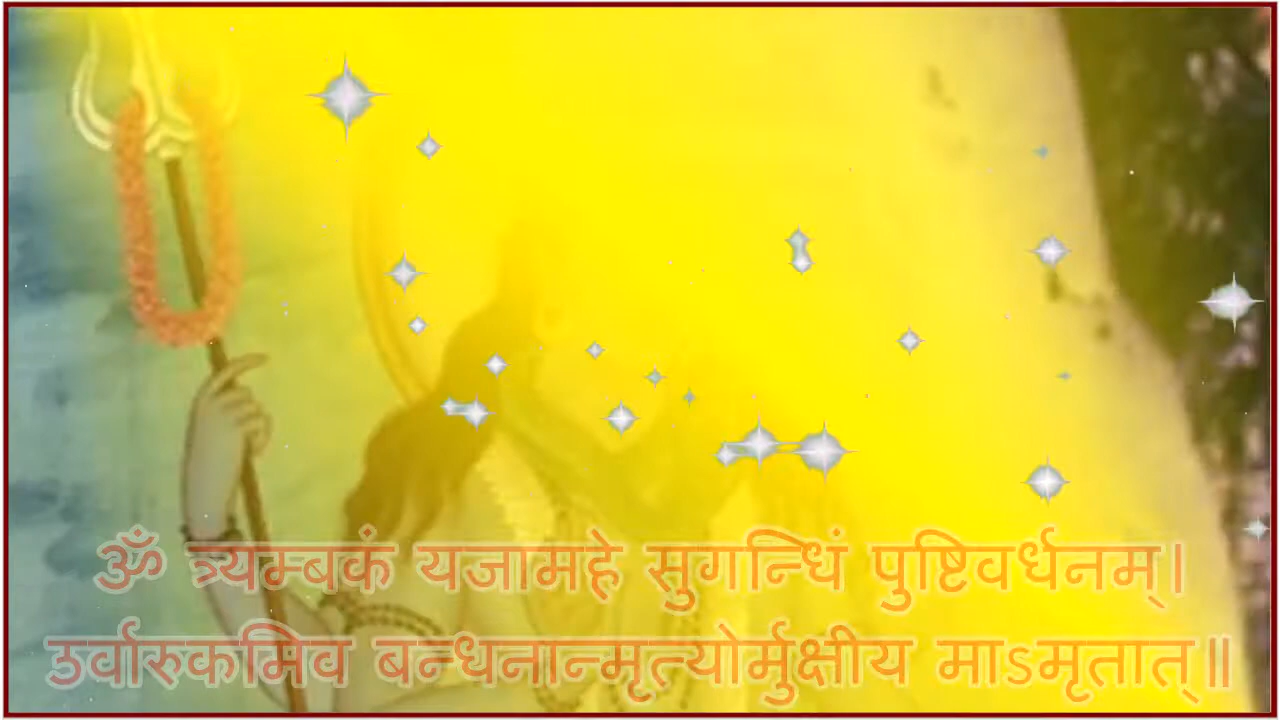 ॐ त्र्यम्बकं यजामहे सुगन्धिं पुष्टिवर्धनम्।
उर्वारुकमिव बन्धनान्मृत्योर्मुक्षीय माऽमृतात्॥